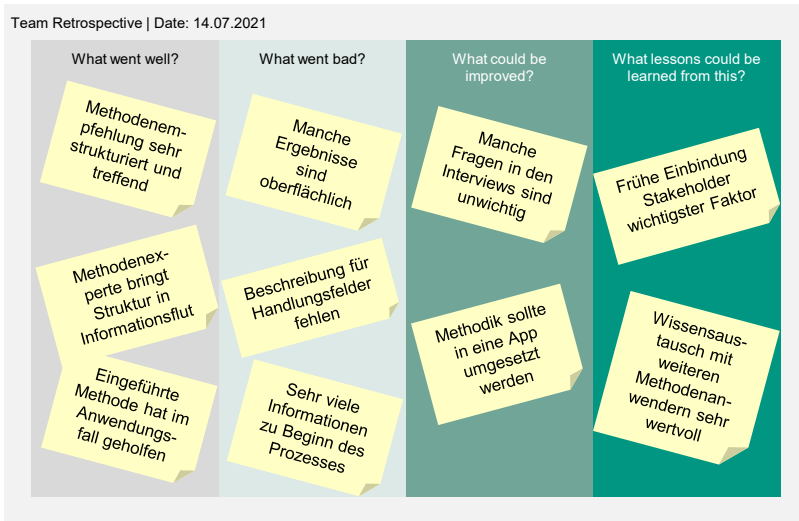 Team Retrospective | Date: 14.07.2021
What went well?
Methodenem-
pfehlung sehr
strukturiert und
treffend
Methodenex-
perte bringt
Struktur in
Informationsflut
Eingeführte
Methode hat im
Anwendungs-
fall geholfen
What went bad?
Manche
Ergebnisse
sind
oberflächlich
Beschreibung für
Handlungsfelder
fehlen
Sehr viele
Informationen
zu Beginn des
Prozesses
What could be
improved?
Manche
Fragen in den
Interviews sind
unwichtig
Methodik sollte
in eine App
umgesetzt
werden
What lessons could be
learned from this?
Frühe Einbindung
Stakeholder
wichtigster Faktor
Wissensaus-
tausch mit
weiteren
Methodenan-
wendern sehr
wertvoll